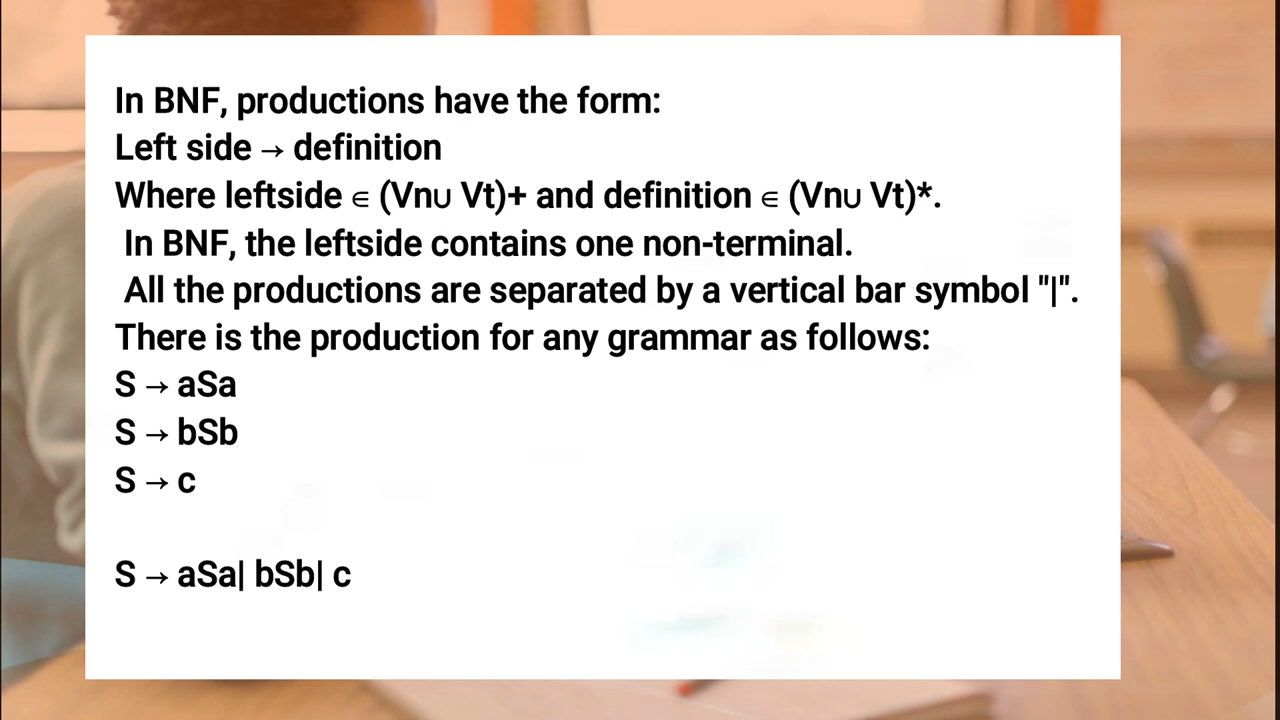 In BNF, productions have the form:
Left side → definition
Where leftside ∈ (Vn∪ Vt)+ and definition ∈ (Vn∪ Vt)*.
In BNF, the leftside contains one non-terminal.
All the productions are separated by a vertical bar symbol "|".
There is the production for any grammar as follows:
S → aSa
S → bSb
S → c
S → aSa| bSb| c